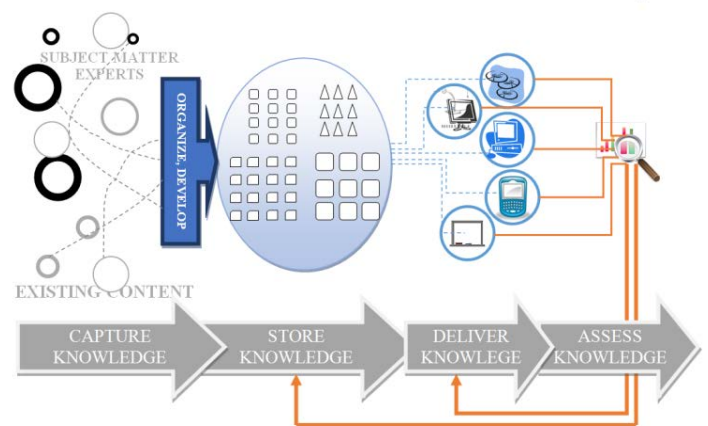 SUBJECT MATTER
EXPERTS
ORGANIZE, DEVELOP
EXISTING CONTENT
CAPTURE
KNOWLEDGE
STORE
KNOWLEDGE
DELIVER
KNOWLEGE
ASSESS
KNOWLEDGE